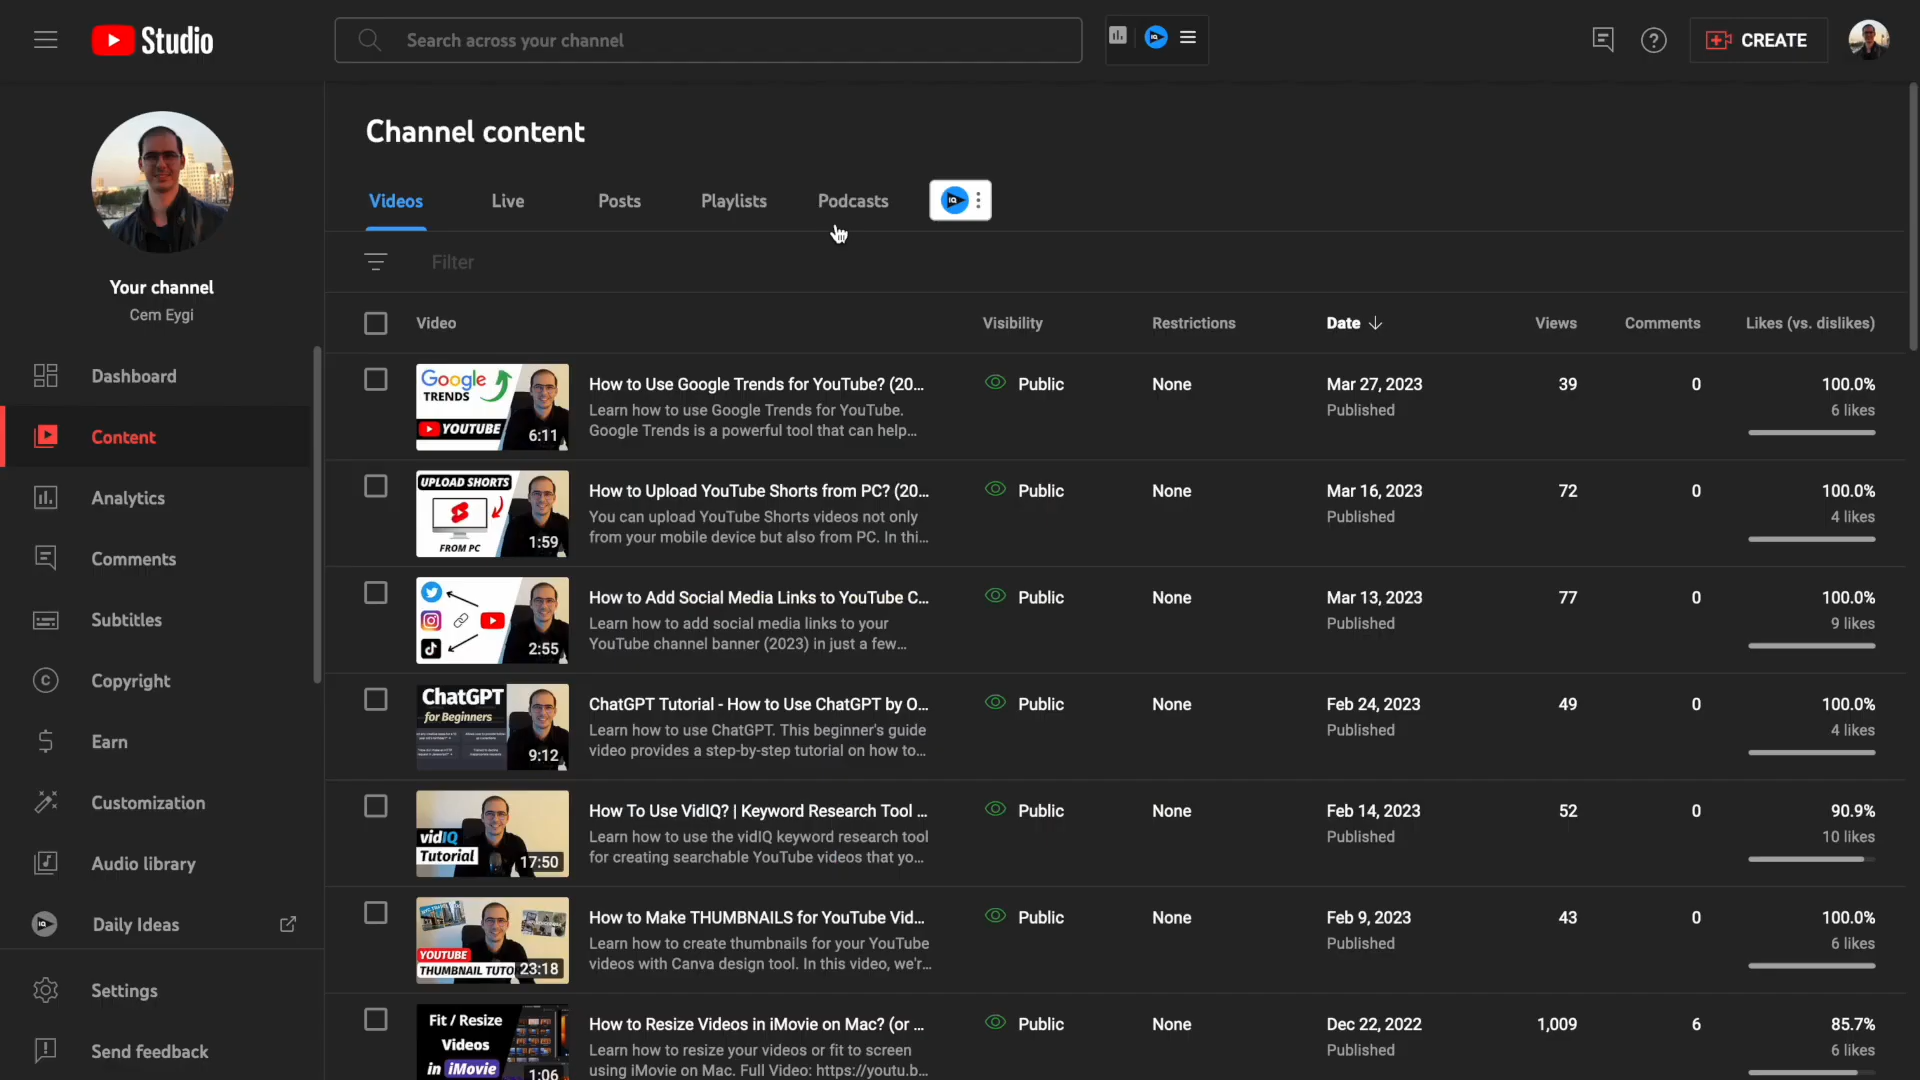 Studio
Search across your channel
CREATE
Your channel
Cem Eygi
Dashboard
Content
Analytics
Comments
Subtitles
Copyright
Earn
Customization
Audio library
Daily Ideas
Settings
Send feedback
Channel content
Videos Live Posts Playlists Podcasts
Filter
Video Visibility Restrictions Date Views Comments Likes (vs. dislikes)
Google
TRENDS
YOUTUBE
6:11
How to Use Google Trends for YouTube? (20...
Learn how to use Google Trends for YouTube.
Google Trends is a powerful tool that can help...
Public None Mar 27, 2023 39 0 100.0%
Published 6 likes
UPLOAD SHORTS
FROM PC
1:59
How to Upload YouTube Shorts from PC? (20...
You can upload YouTube Shorts videos not only
from your mobile device but also from PC. In thi...
Public None Mar 16, 2023 72 0 100.0%
Published 4 likes
2:55
How to Add Social Media Links to YouTube C...
Learn how to add social media links to your
YouTube channel banner (2023) in just a few...
Public None Mar 13, 2023 77 0 100.0%
Published 9 likes
ChatGPT
for Beginners
9:12
ChatGPT Tutorial - How to Use ChatGPT by O...
Learn how to use ChatGPT. This beginner's guide
video provides a step-by-step tutorial on how to...
Public None Feb 24, 2023 49 0 100.0%
Published 4 likes
vidIQ
Tutorial
17:50
How To Use VidIQ? | Keyword Research Tool ...
Learn how to use the vidIQ keyword research tool
for creating searchable YouTube videos that yo...
Public None Feb 14, 2023 52 0 90.9%
Published 10 likes
YOUTUBE
THUMBNAIL TUTO
23:18
How to Make THUMBNAILS for YouTube Vid...
Learn how to create thumbnails for your YouTube
videos with Canva design tool. In this video, we'r...
Public None Feb 9, 2023 43 0 100.0%
Published 6 likes
Fit / Resize
Videos
in iMovie
1:06
How to Resize Videos in iMovie on Mac? (or ...
Learn how to resize your videos or fit to screen
using iMovie on Mac. Full Video: https://youtu.b...
Public None Dec 22, 2022 1,009 6 85.7%
Published 6 likes